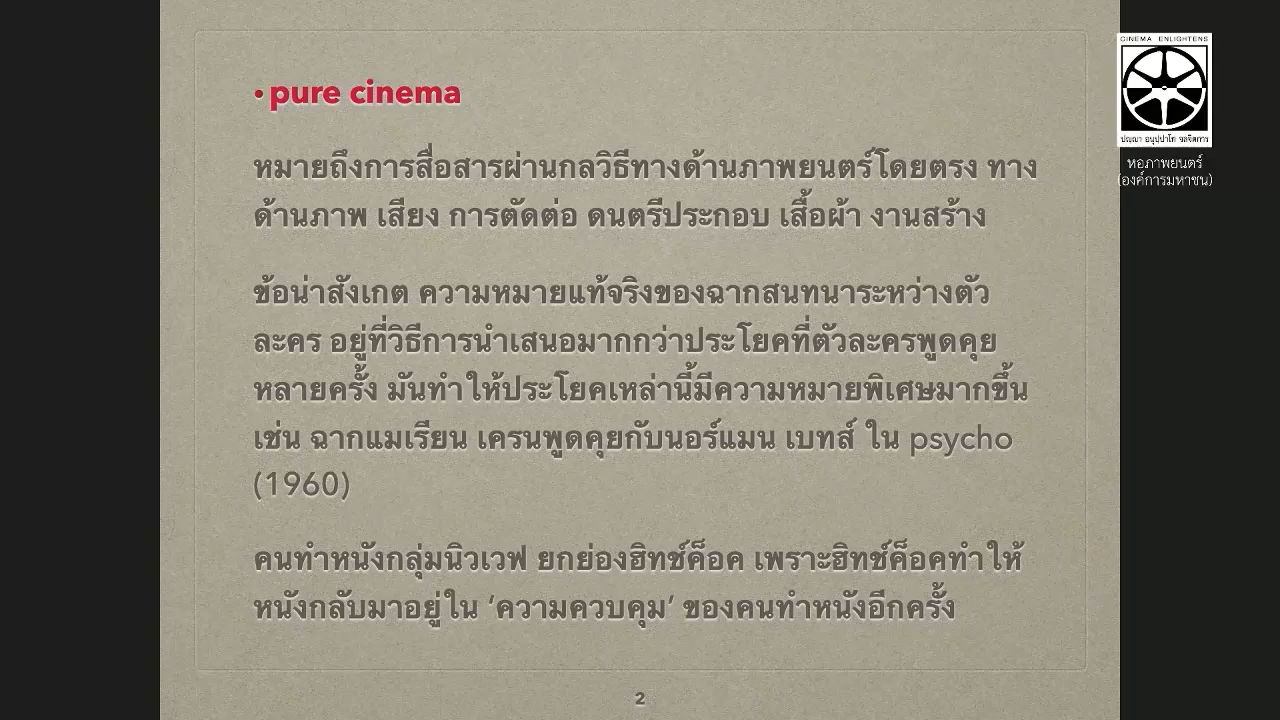 • pure cinema
หมายถึงการสื่อสารผ่านกลวิธีทางด้านภาพยนตร์โดยตรง ทาง
ด้านภาพ เสียง การตัดต่อ ดนตรีประกอบ เสื้อผ้า งานสร้าง
ข้อน่าสังเกต ความหมายแท้จริงของฉากสนทนาระหว่างตัว
ละคร อยู่ที่วิธีการนำเสนอมากกว่าประโยคที่ตัวละครพูดคุย
หลายครั้ง มันทำให้ประโยคเหล่านี้มีความหมายพิเศษมากขึ้น
เช่น ฉากแมเรียน เครนพูดคุยกับนอร์แมน เบทส์ ใน psycho
(1960)
คนทำหนังกลุ่มนิวเวฟ ยกย่องฮิทช์ค็อค เพราะฮิทช์ค็อคทำให้
หนังกลับมาอยู่ใน ‘ความควบคุม’ ของคนทำหนังอีกครั้ง
2
CINEMA ENLIGHTENS
ปญฺญา อนุปฺปาโท จลจิตการ
หอภาพยนตร์
(องค์การมหาชน)